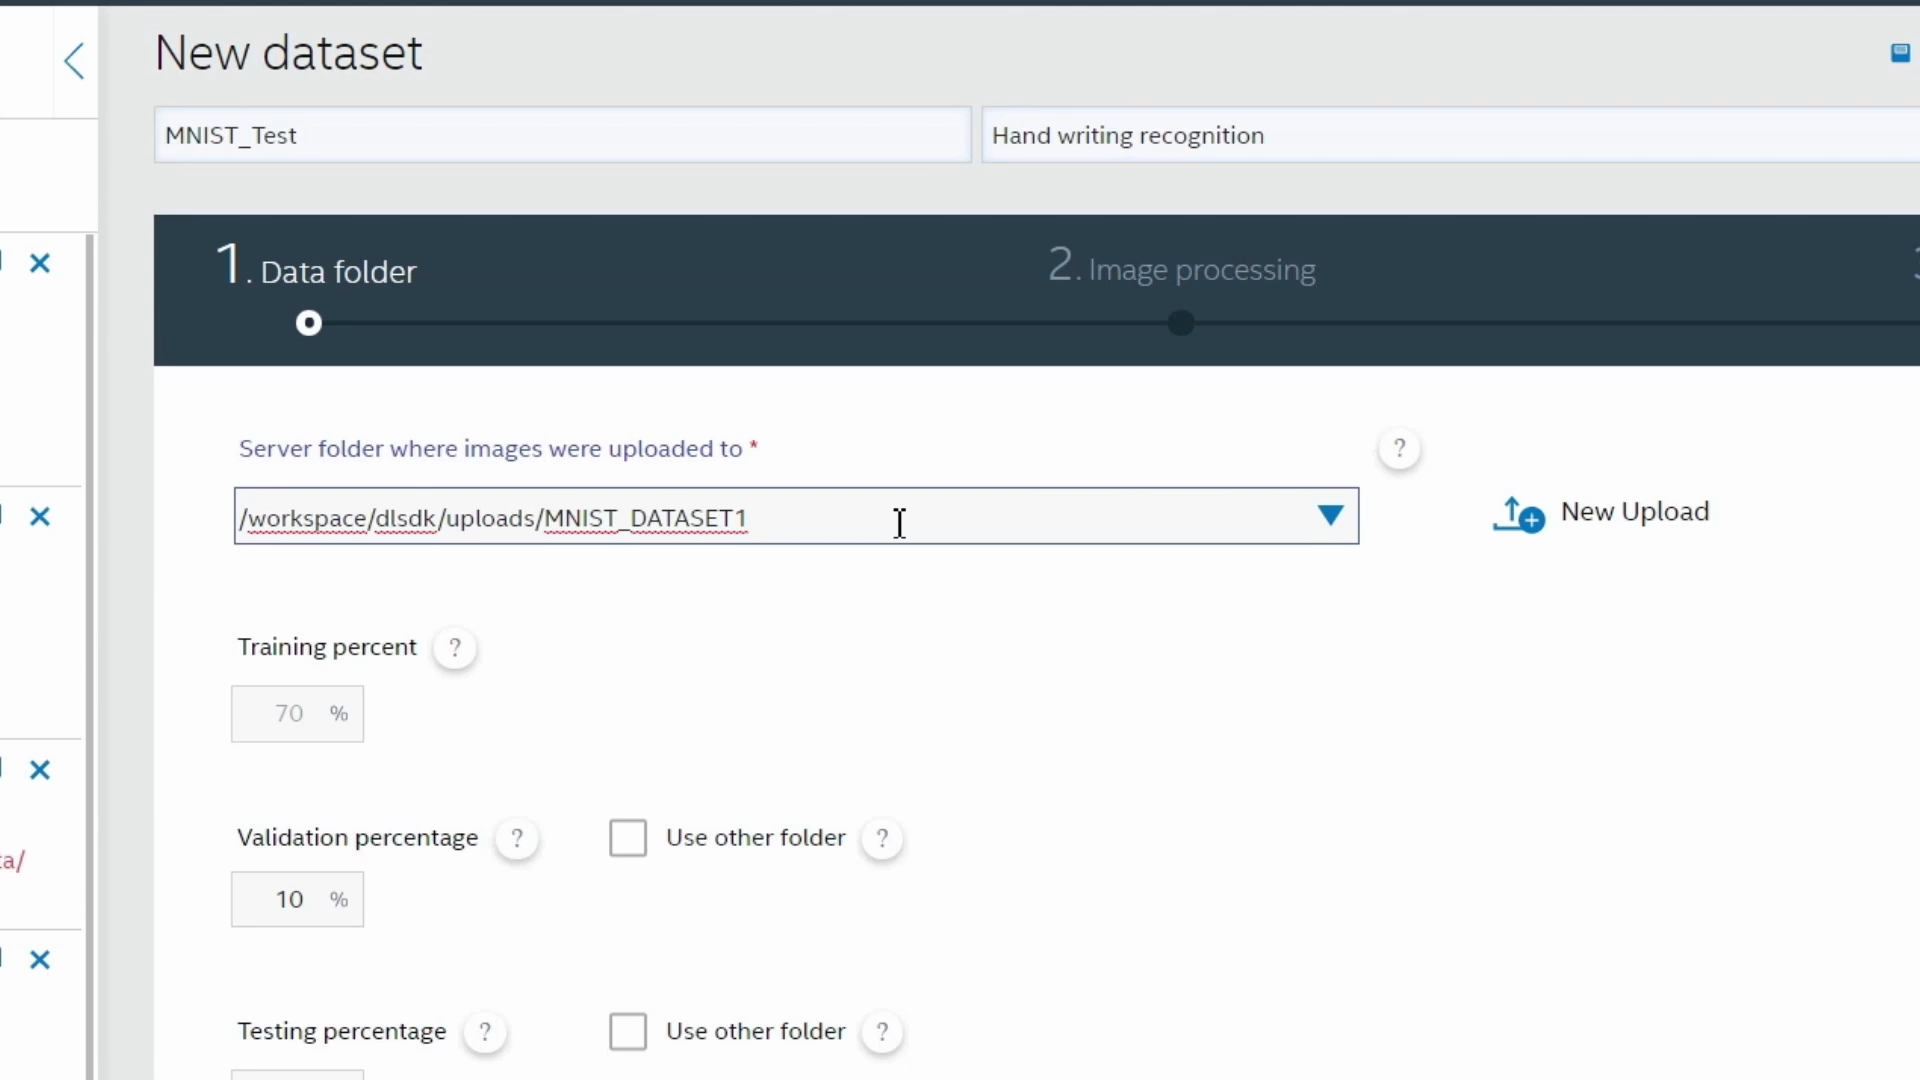 New dataset
MNIST_Test
Hand writing recognition
1. Data folder
2. Image processing
Server folder where images were uploaded to *
?
/workspace/dlsdk/uploads/MNIST_DATASET1
New Upload
Training percent ?
70 %
Validation percentage ?
Use other folder ?
10 %
ta/
Testing percentage ?
Use other folder ?